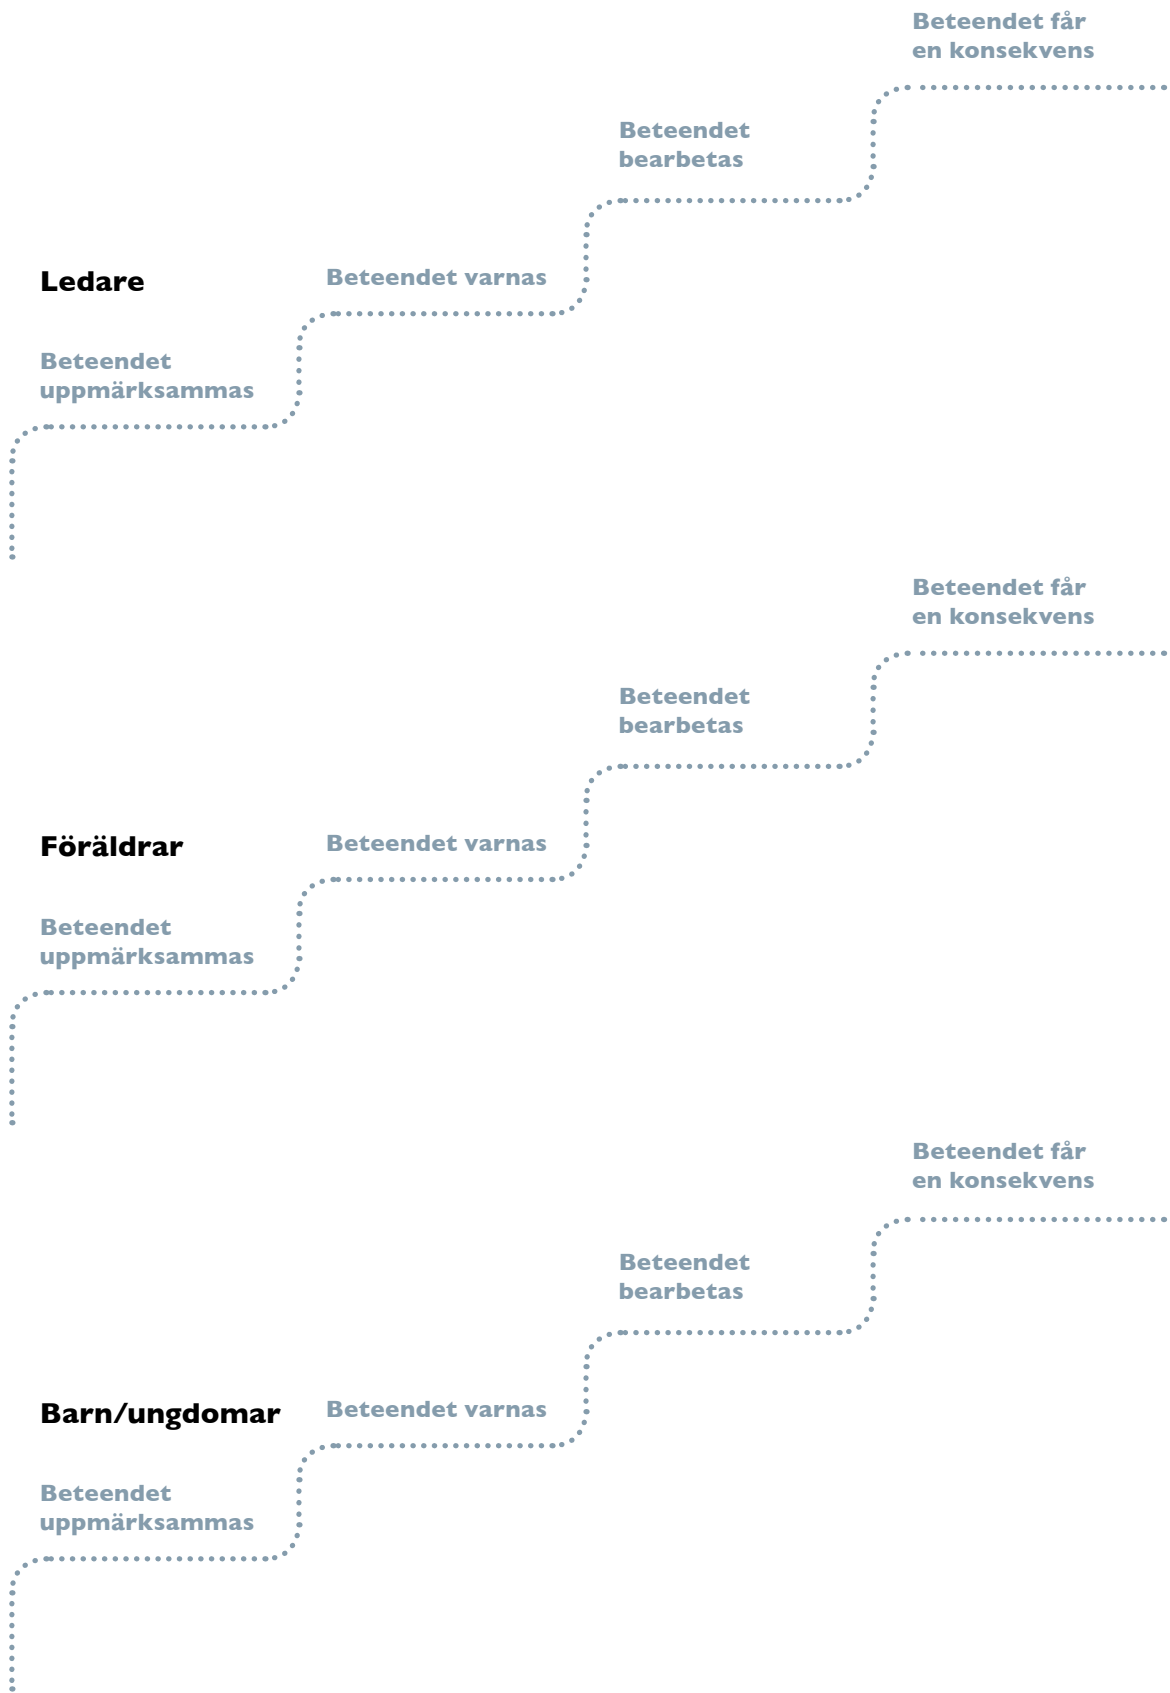 Beteendet får
en konsekvens
Beteendet
bearbetas
Ledare
Beteendet varnas
Beteendet
uppmärksammas
Beteendet får
en konsekvens
Beteendet
bearbetas
Föräldrar
Beteendet varnas
Beteendet
uppmärksammas
Beteendet får
en konsekvens
Beteendet
bearbetas
Barn/ungdomar
Beteendet varnas
Beteendet
uppmärksammas